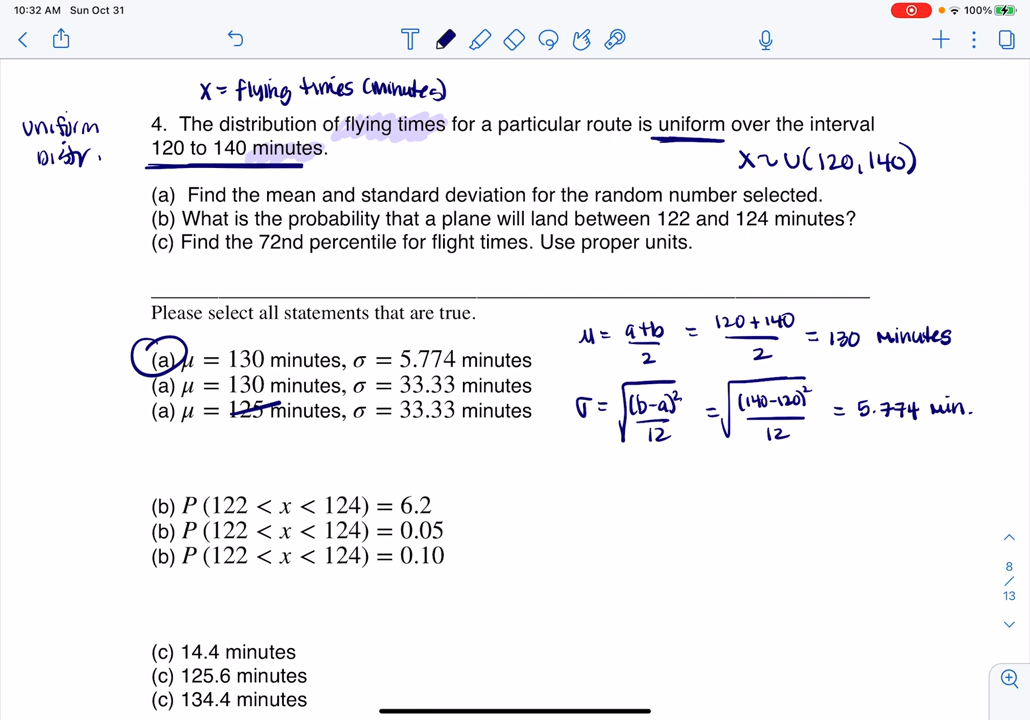 10:32 AM Sun Oct 31
100%
x = flying times (minutes)
uniform
Distr.
4. The distribution of flying times for a particular route is uniform over the interval
120 to 140 minutes.
X~U(120,140)
(a) Find the mean and standard deviation for the random number selected.
(b) What is the probability that a plane will land between 122 and 124 minutes?
(c) Find the 72nd percentile for flight times. Use proper units.
Please select all statements that are true.
(a) μ = 130 minutes, σ = 5.774 minutes
(a) μ = 130 minutes, σ = 33.33 minutes
(a) μ = 125 minutes, σ = 33.33 minutes
μ = a+b/2 = 120+140/2 = 130 minutes
σ = √(b-a)²/12 = √(140-120)²/12 = 5.774 min.
(b) P (122 < x < 124) = 6.2
(b) P (122 < x < 124) = 0.05
(b) P (122 < x < 124) = 0.10
8
/
13
(c) 14.4 minutes
(c) 125.6 minutes
(c) 134.4 minutes